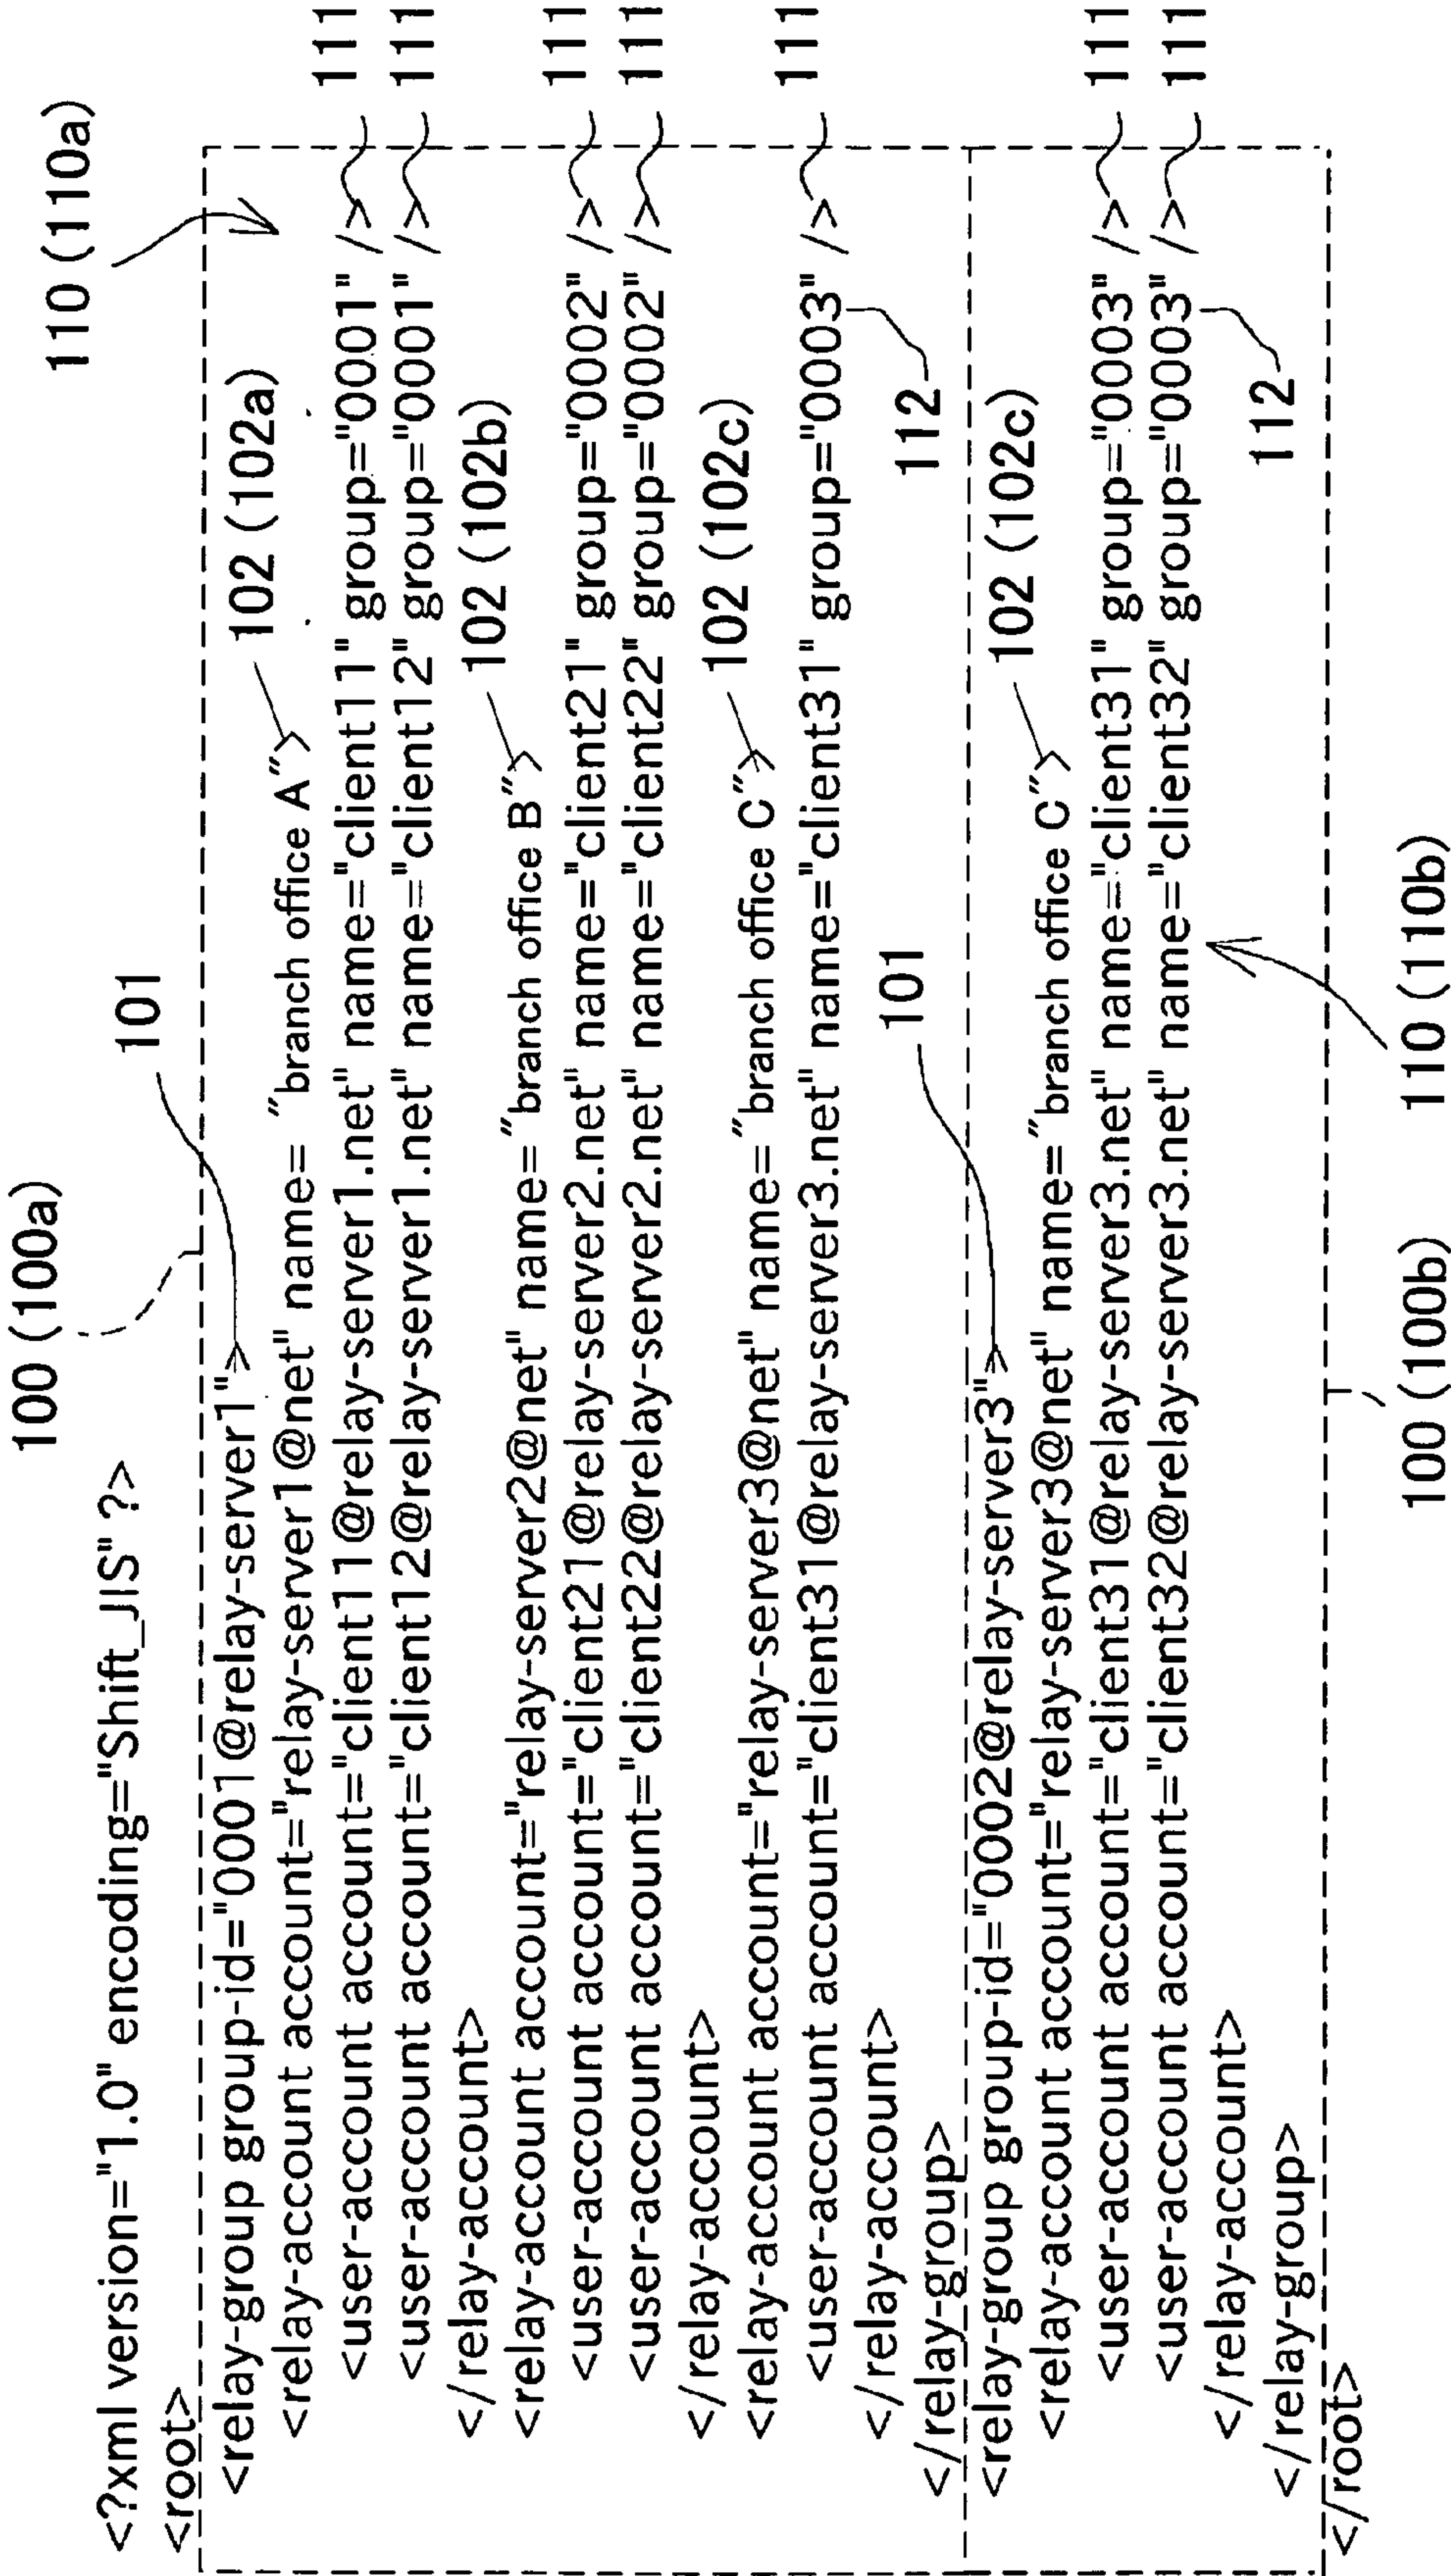 100 (100a)
<?xml version="1.0" encoding="Shift_JIS" ?>
101
110 (110a)
<root>
<relay-group group-id="0001@relay-server1">
102 (102a)
<relay-account account="relay-server1@net" name="branch office A">
<user-account account="client11@relay-server1.net" name="client11" group="0001" /> 111
<user-account account="client12@relay-server1.net" name="client12" group="0001" /> 111
</relay-account>
102 (102b)
<relay-account account="relay-server2@net" name="branch office B">
<user-account account="client21@relay-server2.net" name="client21" group="0002" /> 111
<user-account account="client22@relay-server2.net" name="client22" group="0002" /> 111
</relay-account>
102 (102c)
<relay-account account="relay-server3@net" name="branch office C">
<user-account account="client31@relay-server3.net" name="client31" group="0003" /> 111
</relay-account>
101
112
</relay-group>
<relay-group group-id="0002@relay-server3">
102 (102c)
<relay-account account="relay-server3@net" name="branch office C">
<user-account account="client31@relay-server3.net" name="client31" group="0003" /> 111
<user-account account="client32@relay-server3.net" name="client32" group="0003" /> 111
</relay-account>
112
</relay-group>
</root>
110 (110b)
100 (100b)